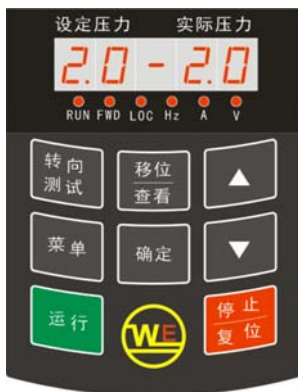 设定压力 实际压力
2.0-2.0
RUN FWD LOC Hz A V
转向 移位
测试 查看
菜单 确定
运行 停止
复位
WE